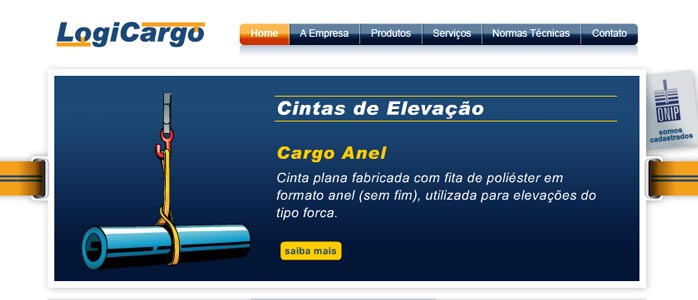 LogiCargo
Home A Empresa Produtos Serviços Normas Técnicas Contato
Cintas de Elevação
Cargo Anel
Cinta plana fabricada com fita de poliéster em
formato anel (sem fim), utilizada para elevações do
tipo forca.
saiba mais
ONIP
somos
cadastrados